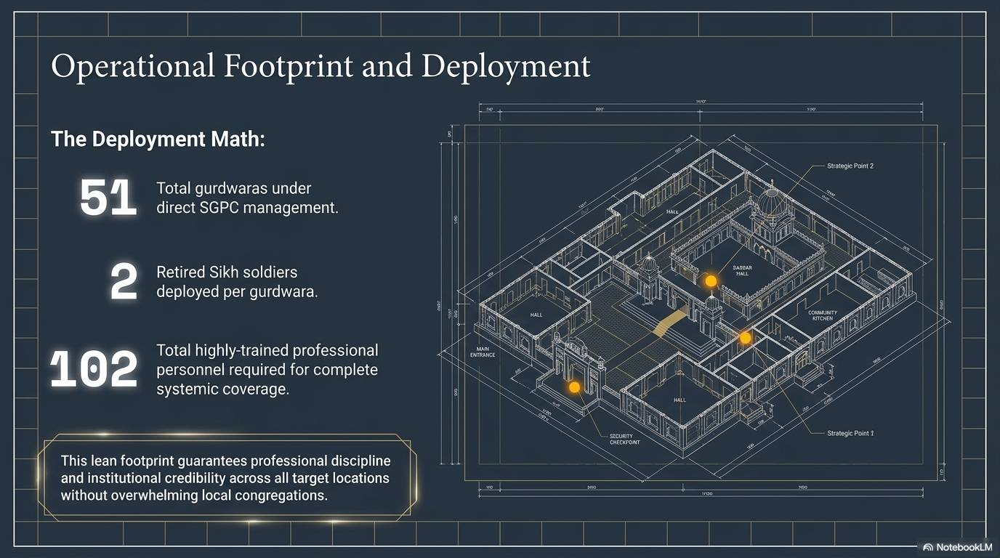 Operational Footprint and Deployment
The Deployment Math:
51
Total gurdwaras under
direct SGPC management.
2
Retired Sikh soldiers
deployed per gurdwara.
102
Total highly-trained professional
personnel required for complete
systemic coverage.
This lean footprint guarantees professional discipline
and institutional credibility across all target locations
without overwhelming local congregations.
Strategic Point 2
HALL
HALL
COMMUNITY
KITCHEN
HALL
MAIN
ENTRANCE
HALL
SECURITY
CHECKPOINT
Strategic Point 1
NotebookLM